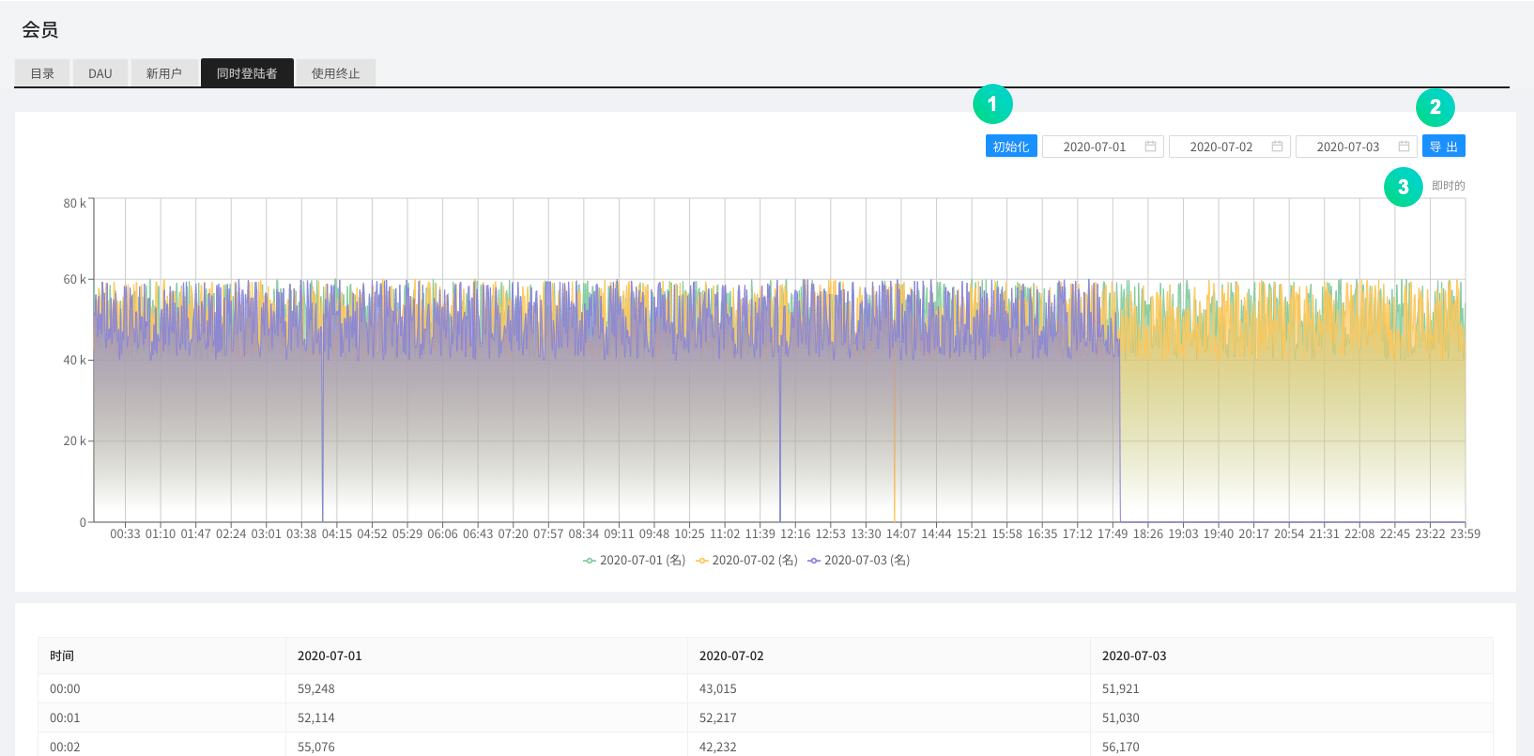 会员
目录 DAU 新用户 同时登陆者 使用终止
1 2
初始化 2020-07-01 2020-07-02 2020-07-03 导 出
3 即时的
80 k
60 k
40 k
20 k
0
00:33 01:10 01:47 02:24 03:01 03:38 04:15 04:52 05:29 06:06 06:43 07:20 07:57 08:34 09:11 09:48 10:25 11:02 11:39 12:16 12:53 13:30 14:07 14:44 15:21 15:58 16:35 17:12 17:49 18:26 19:03 19:40 20:17 20:54 21:31 22:08 22:45 23:22 23:59
2020-07-01 (名) 2020-07-02 (名) 2020-07-03 (名)
时间 2020-07-01 2020-07-02 2020-07-03
00:00 59,248 43,015 51,921
00:01 52,114 52,217 51,030
00:02 55,076 42,232 56,170